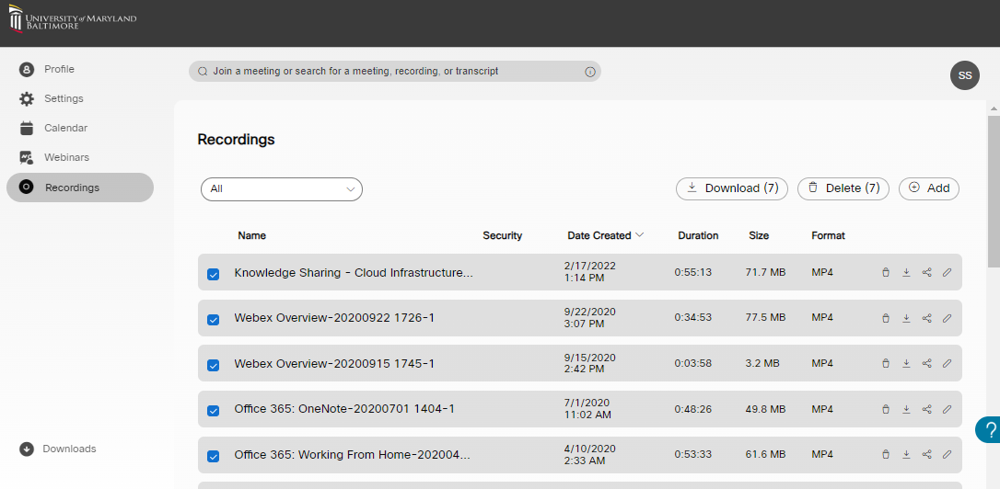 UNIVERSITY of MARYLAND
BALTIMORE
Profile
Settings
Calendar
Webinars
Recordings
Downloads
Join a meeting or search for a meeting, recording, or transcript
SS
Recordings
All
Download (7)
Delete (7)
Add
Name Security Date Created Duration Size Format
Knowledge Sharing - Cloud Infrastructure... 2/17/2022 0:55:13 71.7 MB MP4
1:14 PM
Webex Overview-20200922 1726-1 9/22/2020 0:34:53 77.5 MB MP4
3:07 PM
Webex Overview-20200915 1745-1 9/15/2020 0:03:58 3.2 MB MP4
2:42 PM
Office 365: OneNote-20200701 1404-1 7/1/2020 0:48:26 49.8 MB MP4
11:02 AM
Office 365: Working From Home-202004... 4/10/2020 0:53:33 61.6 MB MP4
2:33 AM
?